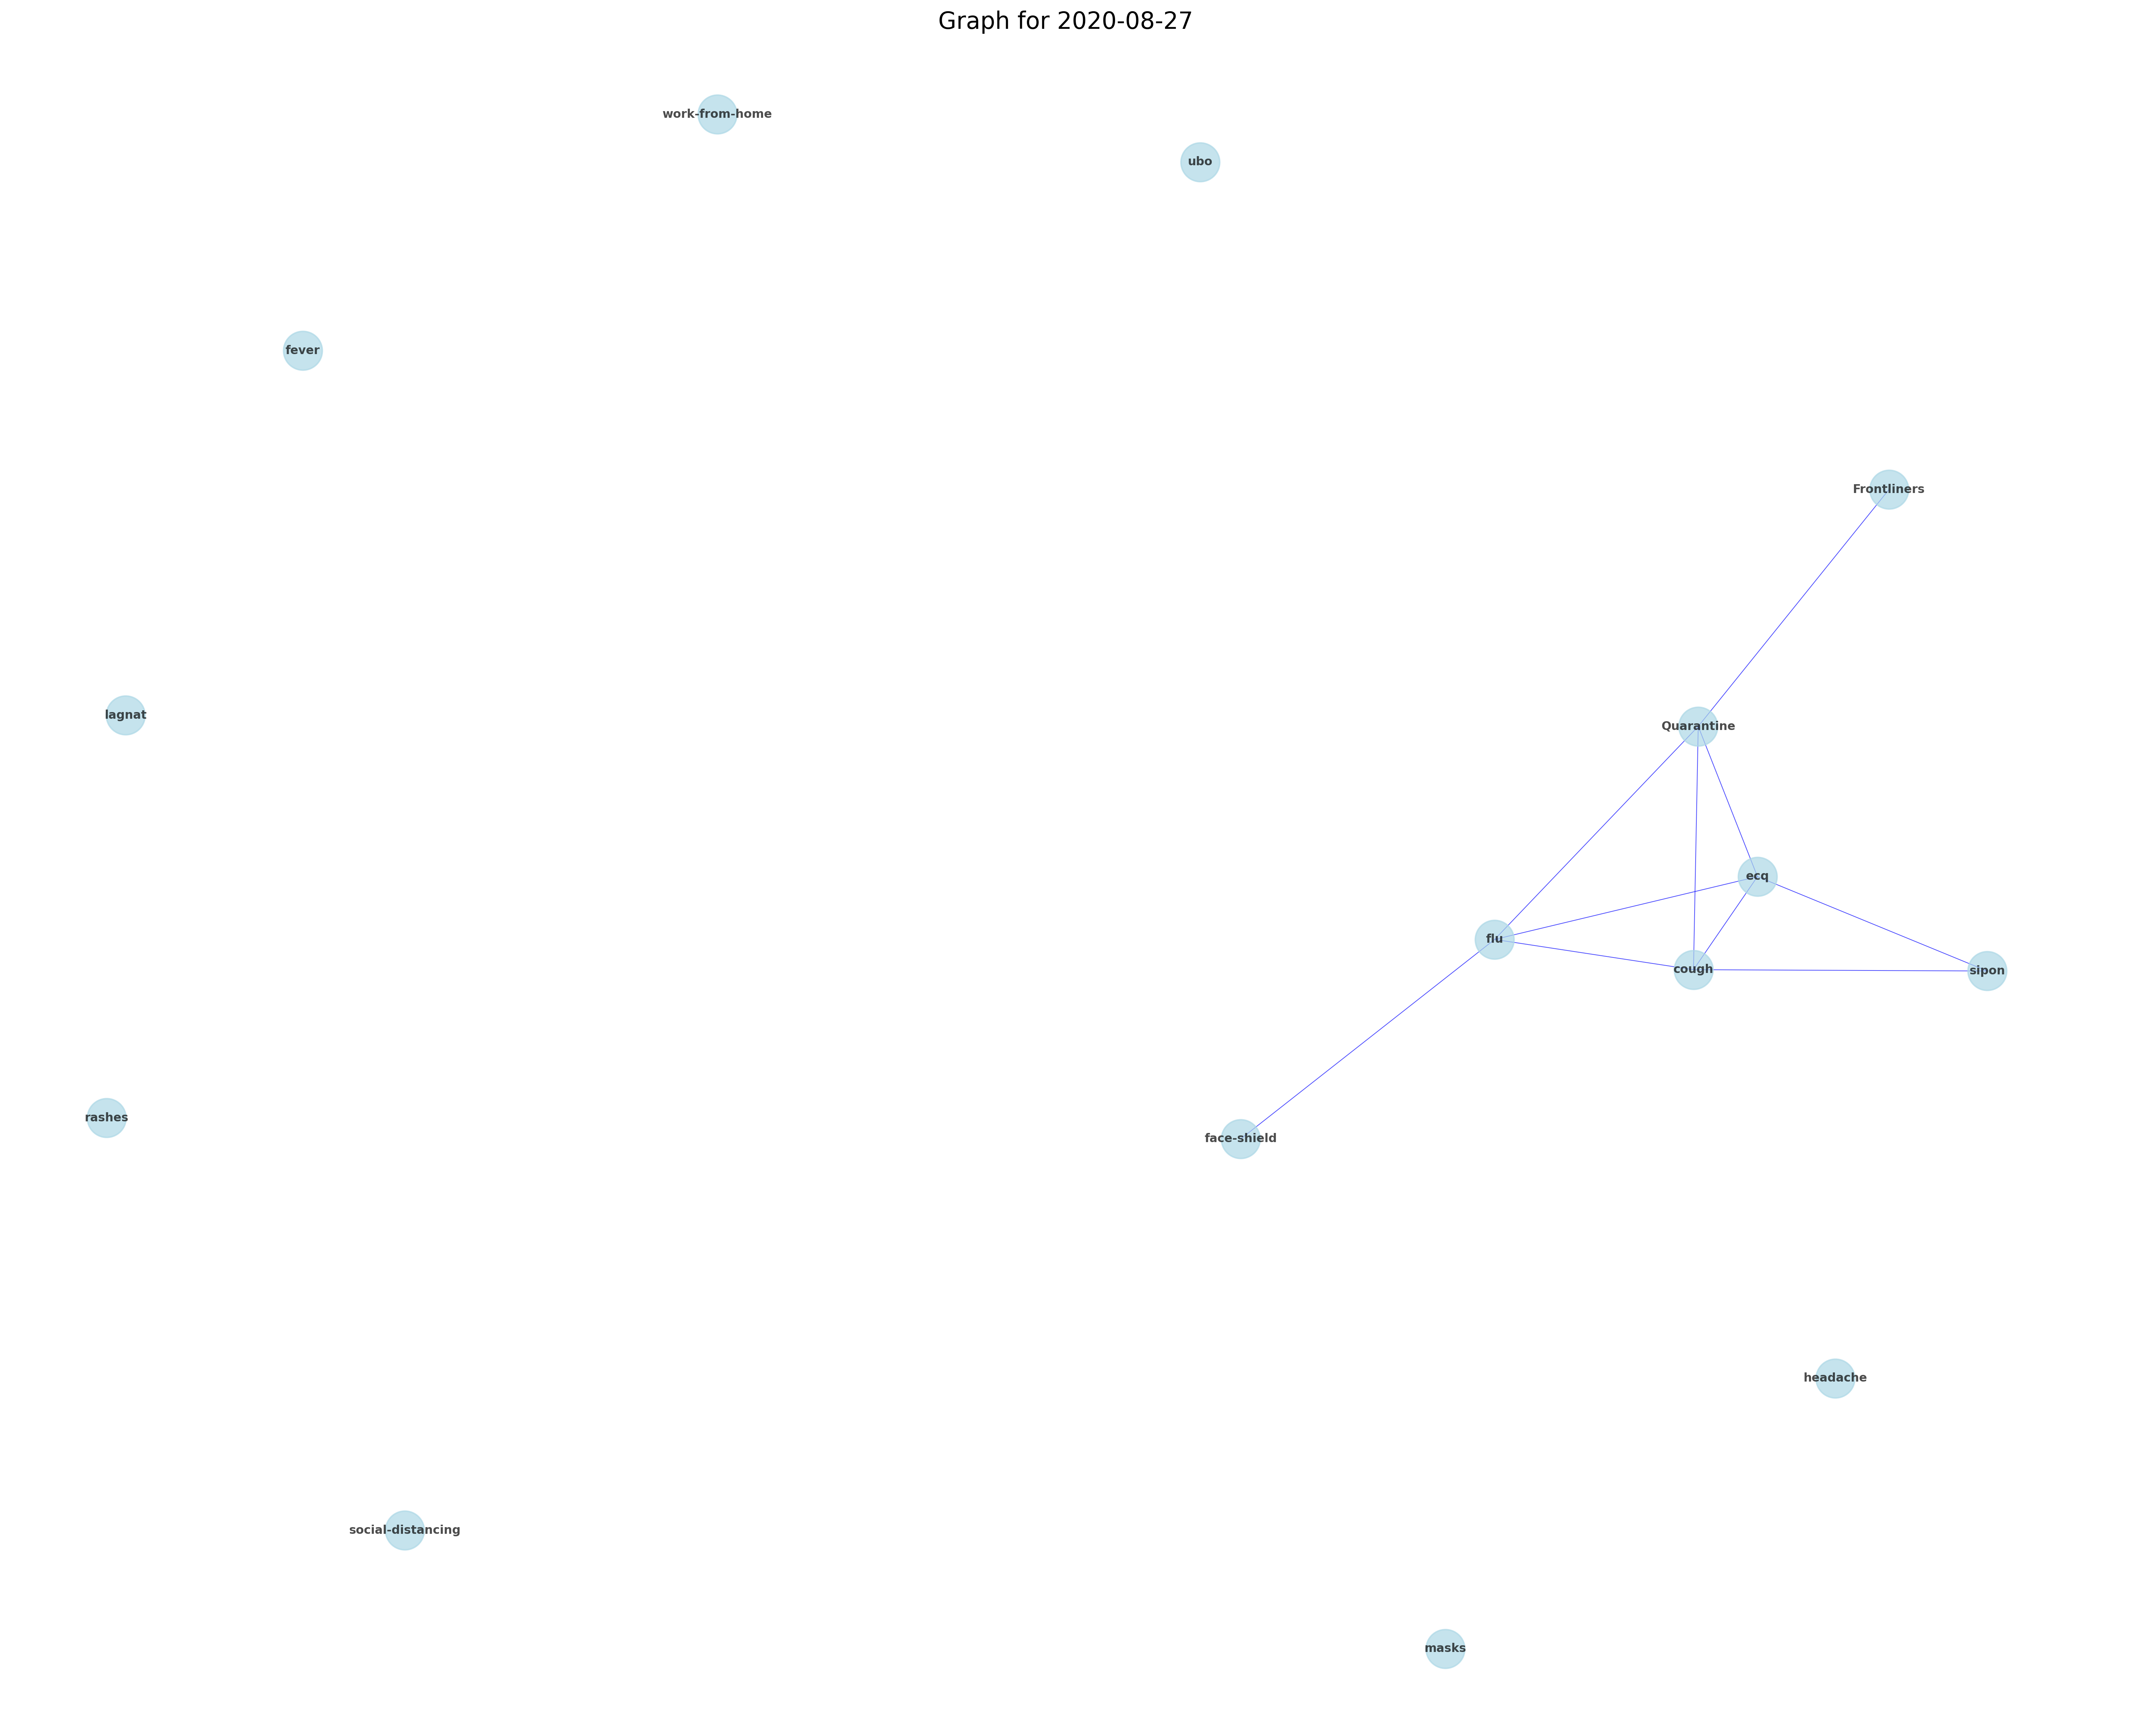 Graph for 2020-08-27
work-from-home
ubo
fever
Frontliners
lagnat
Quarantine
ecq
flu
cough
sipon
rashes
face-shield
headache
social-distancing
masks